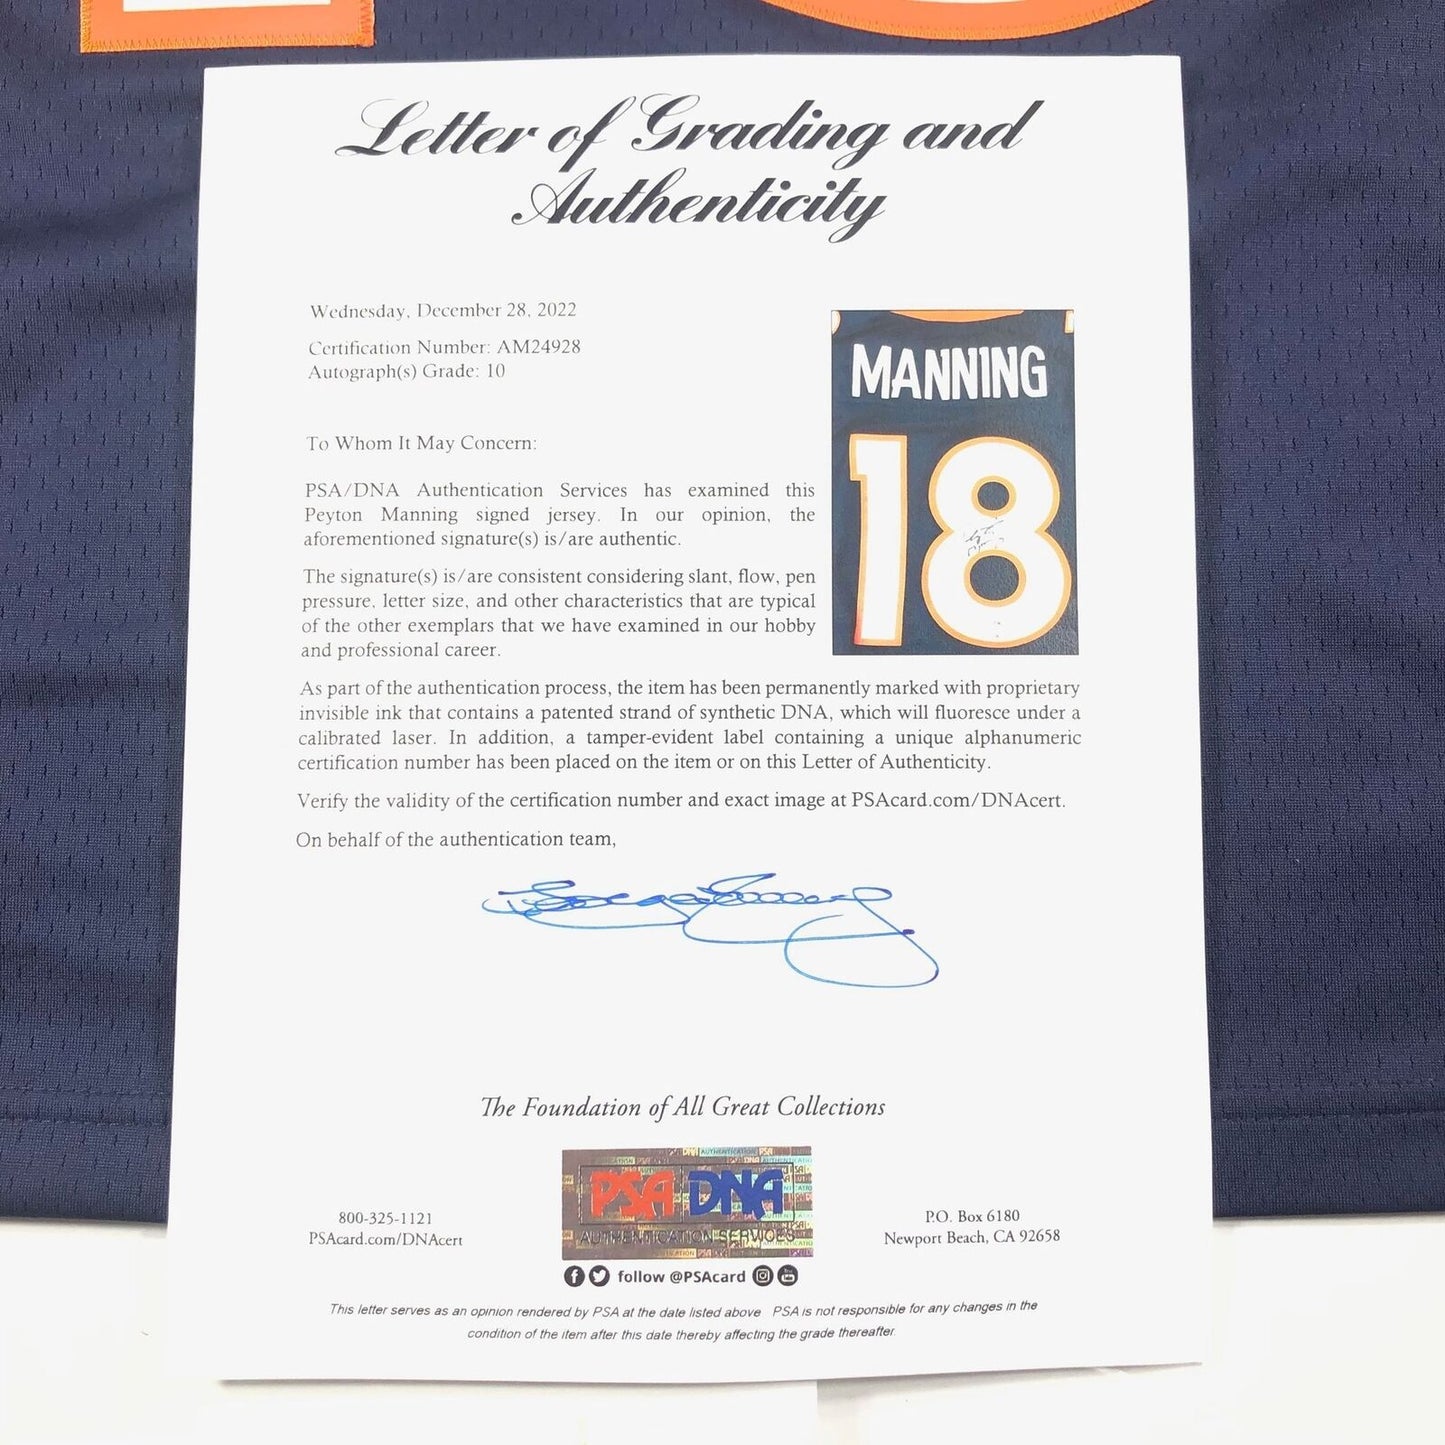 Letter of Grading and
Authenticity
Wednesday, December 28, 2022
Certification Number: AM24928
Autograph(s) Grade: 10
To Whom It May Concern:
PSA/DNA Authentication Services has examined this
Peyton Manning signed jersey. In our opinion, the
aforementioned signature(s) is/are authentic.
The signature(s) is/are consistent considering slant, flow, pen
pressure, letter size, and other characteristics that are typical
of the other exemplars that we have examined in our hobby
and professional career.
MANNING
18
As part of the authentication process, the item has been permanently marked with proprietary
invisible ink that contains a patented strand of synthetic DNA, which will fluoresce under a
calibrated laser. In addition, a tamper-evident label containing a unique alphanumeric
certification number has been placed on the item or on this Letter of Authenticity.
Verify the validity of the certification number and exact image at PSAcard.com/DNAcert.
On behalf of the authentication team,
The Foundation of All Great Collections
PSA DNA
AUTHENTICATION SERVICES
800-325-1121
PSAcard.com/DNAcert
P.O. Box 6180
Newport Beach, CA 92658
follow @PSAcard
This letter serves as an opinion rendered by PSA at the date listed above PSA is not responsible for any changes in the
condition of the item after this date thereby affecting the grade thereafter